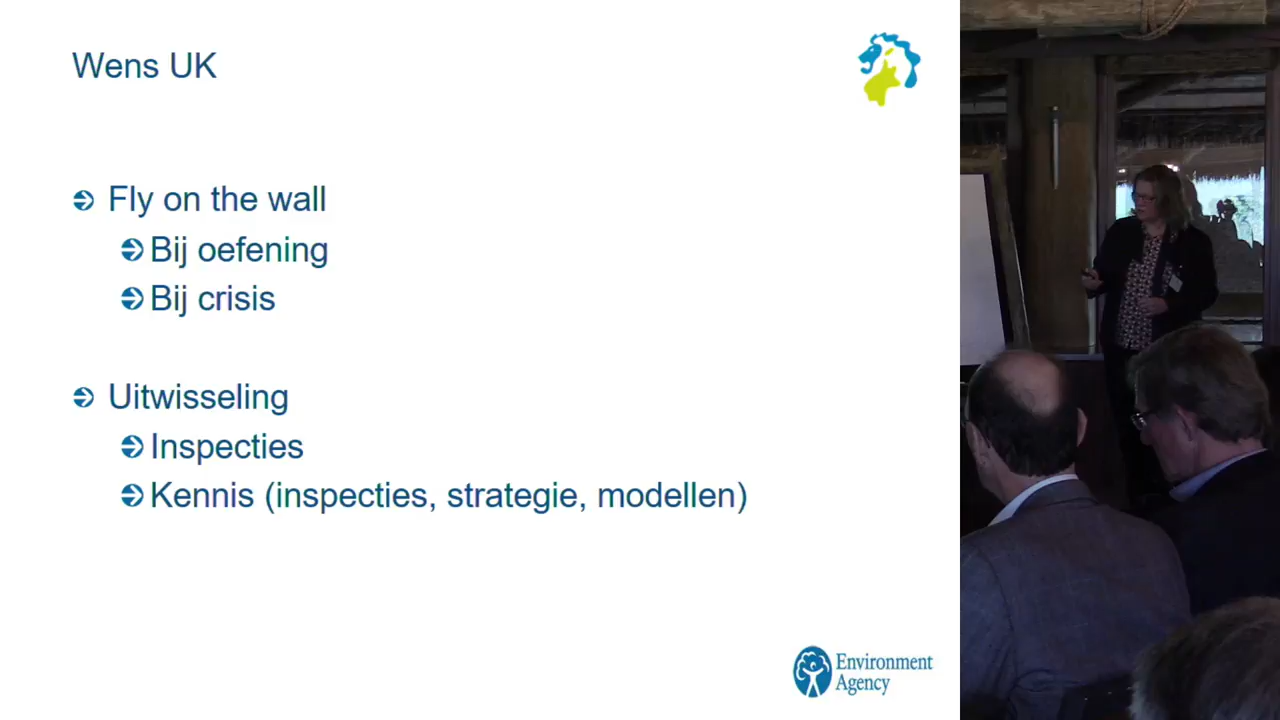 Wens UK
Fly on the wall
Bij oefening
Bij crisis
Uitwisseling
Inspecties
Kennis (inspecties, strategie, modellen)
Environment
Agency